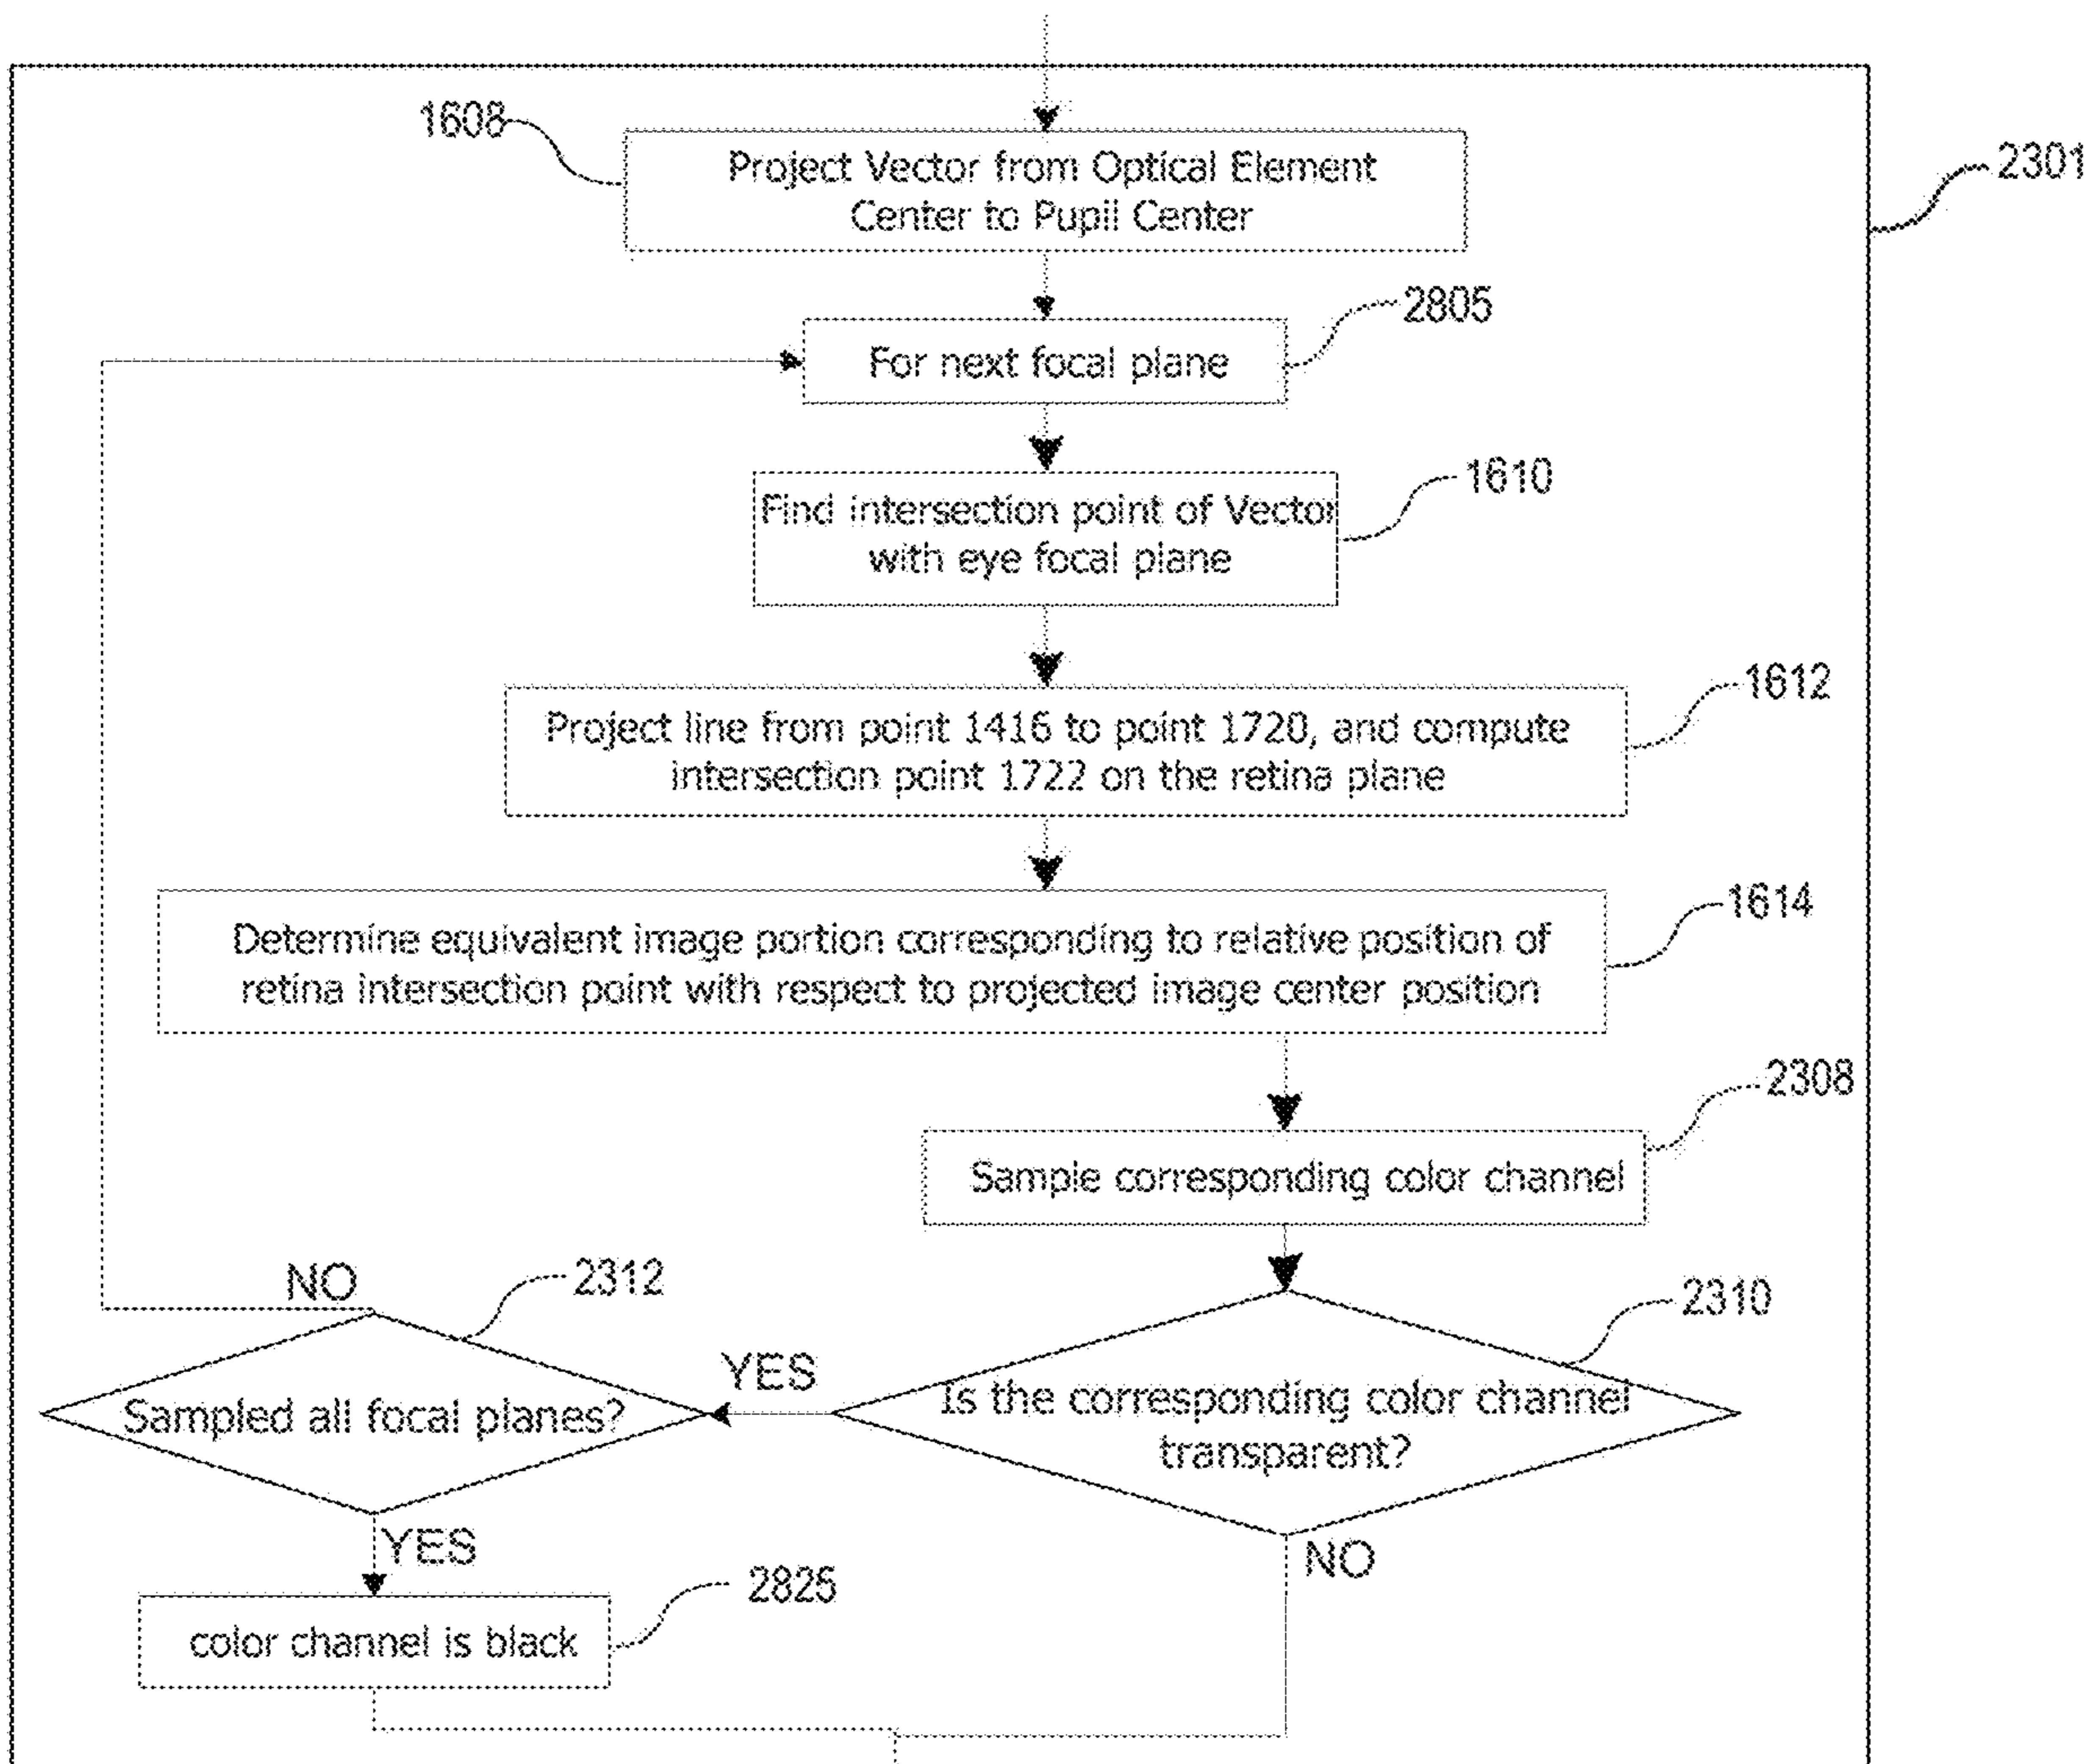 1608
Project Vector from Optical Element
Center to Pupil Center
2301
2805
For next focal plane
1610
Find intersection point of Vector
with eye focal plane
1612
Project line from point 1416 to point 1720, and compute
intersection point 1722 on the retina plane
1614
Determine equivalent image portion corresponding to relative position of
retina intersection point with respect to projected image center position
2308
Sample corresponding color channel
NO
2312
2310
YES
Sampled all focal planes?
Is the corresponding color channel
transparent?
YES
NO
2825
color channel is black